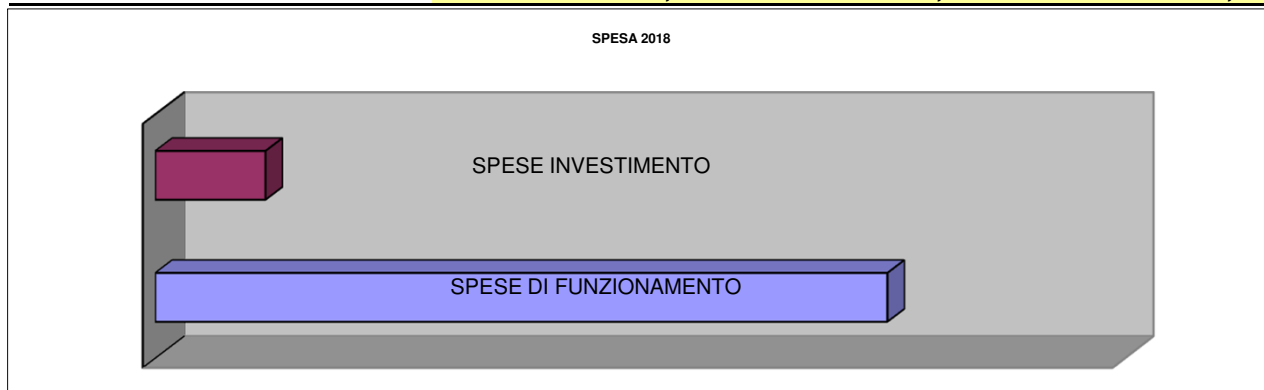 SPESA 2018
SPESE INVESTIMENTO
SPESE DI FUNZIONAMENTO